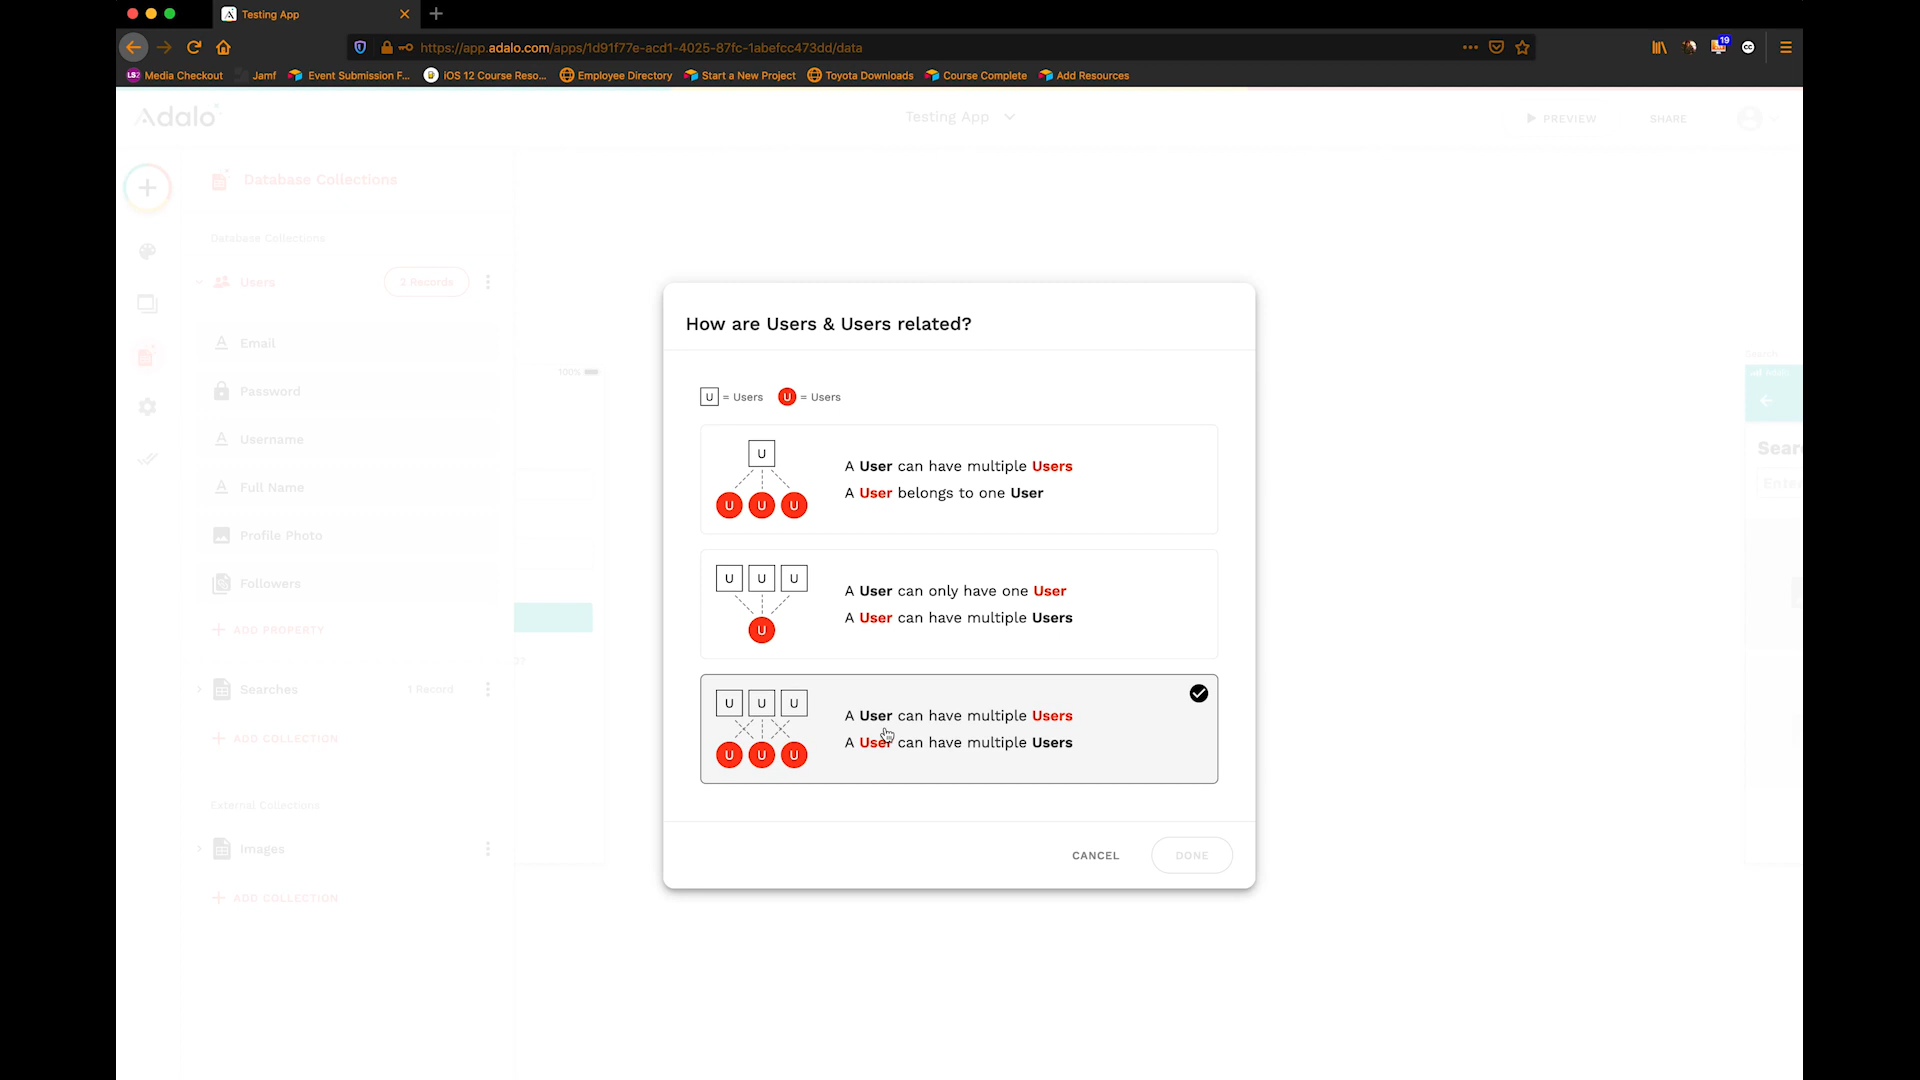 Testing App
https://app.adalo.com/apps/1d91f77e-acd1-4025-87fc-1abefcc473dd/data
19
Media Checkout
Jamf
Event Submission F...
iOS 12 Course Reso...
Employee Directory
Start a New Project
Toyota Downloads
Course Complete
Add Resources
Adalo
Testing App
PREVIEW
SHARE
Database Collections
Database Collections
Users
2 Records
Email
Password
Username
Full Name
Profile Photo
Followers
ADD PROPERTY
Searches
1 Record
ADD COLLECTION
External Collections
Images
ADD COLLECTION
100%
How are Users & Users related?
U = Users U = Users
U
U U U
A User can have multiple Users
A User belongs to one User
U U U
U
A User can only have one User
A User can have multiple Users
U U U
U U U
A User can have multiple Users
A User can have multiple Users
CANCEL
DONE
Search
Adalo